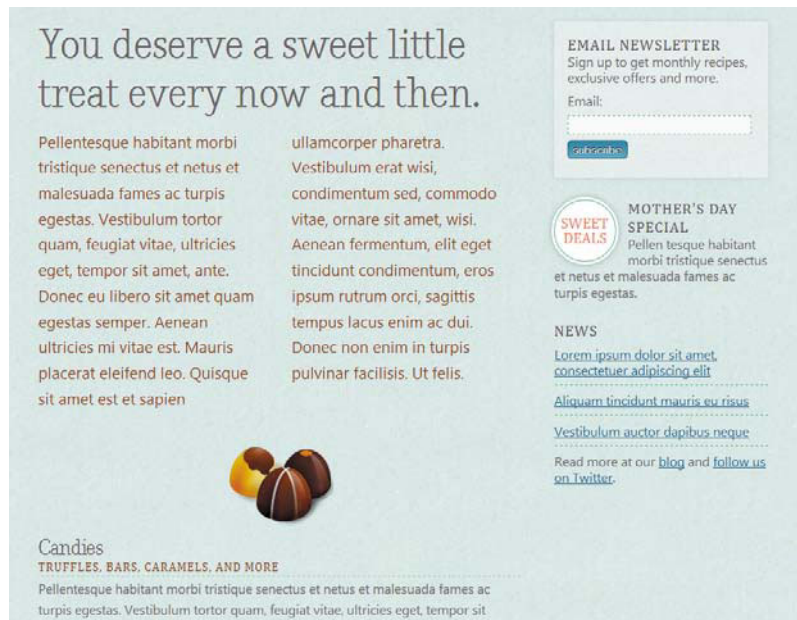 You deserve a sweet little
treat every now and then.
Pellentesque habitant morbi
tristique senectus et netus et
malesuada fames ac turpis
egestas. Vestibulum tortor
quam, feugiat vitae, ultricies
eget, tempor sit amet, ante.
Donec eu libero sit amet quam
egestas semper. Aenean
ultricies mi vitae est. Mauris
placerat eleifend leo. Quisque
sit amet est et sapien
ullamcorper pharetra.
Vestibulum erat wisi,
condimentum sed, commodo
vitae, ornare sit amet, wisi.
Aenean fermentum, elit eget
tincidunt condimentum, eros
ipsum rutrum orci, sagittis
tempus lacus enim ac dui.
Donec non enim in turpis
pulvinar facilisis. Ut felis.
Candies
TRUFFLES, BARS, CARAMELS, AND MORE
Pellentesque habitant morbi tristique senectus et netus et malesuada fames ac
turpis egestas. Vestibulum tortor quam, feugiat vitae, ultricies eget, tempor sit
EMAIL NEWSLETTER
Sign up to get monthly recipes,
exclusive offers and more.
Email:
subscribe
SWEET
DEALS
MOTHER'S DAY
SPECIAL
Pellen tesque habitant
morbi tristique senectus
et netus et malesuada fames ac
turpis egestas.
NEWS
Lorem ipsum dolor sit amet,
consectetuer adipiscing elit
Aliquam tincidunt mauris eu risus
Vestibulum auctor dapibus neque
Read more at our blog and follow us
on Twitter.